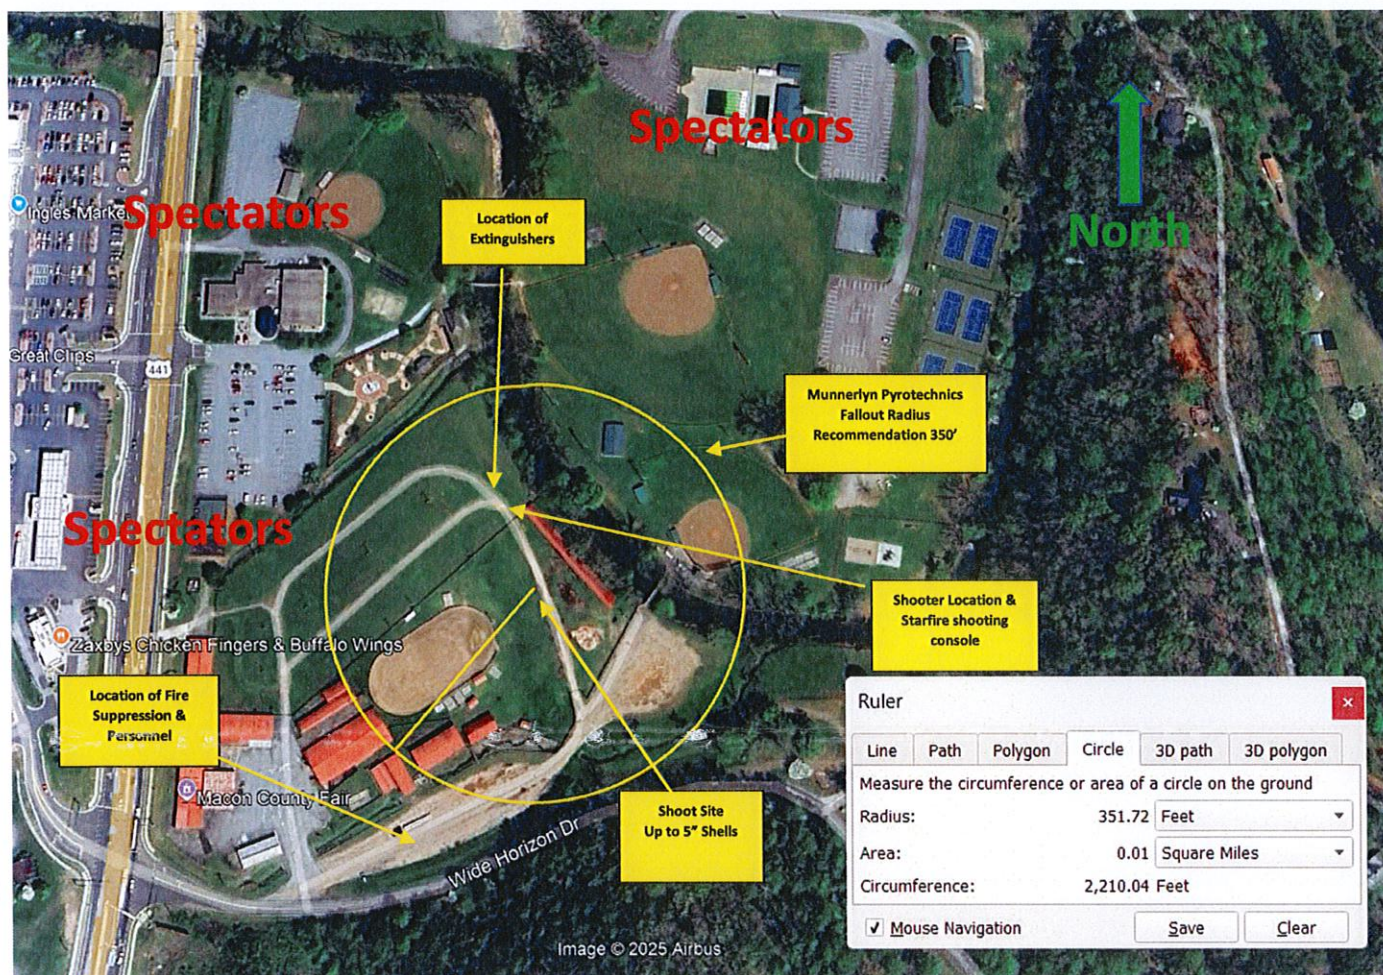 Spectators
Ingles Market
Spectators
Location of
Extinguishers
North
Great Clips
441
Munnerlyn Pyrotechnics
Fallout Radius
Recommendation 350'
Spectators
Shooter Location &
Starfire shooting
console
Zaxbys Chicken Fingers & Buffalo Wings
Location of Fire
Suppression &
Personnel
Macon County Fair
Shoot Site
Up to 5" Shells
Wide Horizon Dr
Image © 2025 Airbus
Ruler
Line Path Polygon Circle 3D path 3D polygon
Measure the circumference or area of a circle on the ground
Radius: 351.72 Feet
Area: 0.01 Square Miles
Circumference: 2,210.04 Feet
Mouse Navigation Save Clear